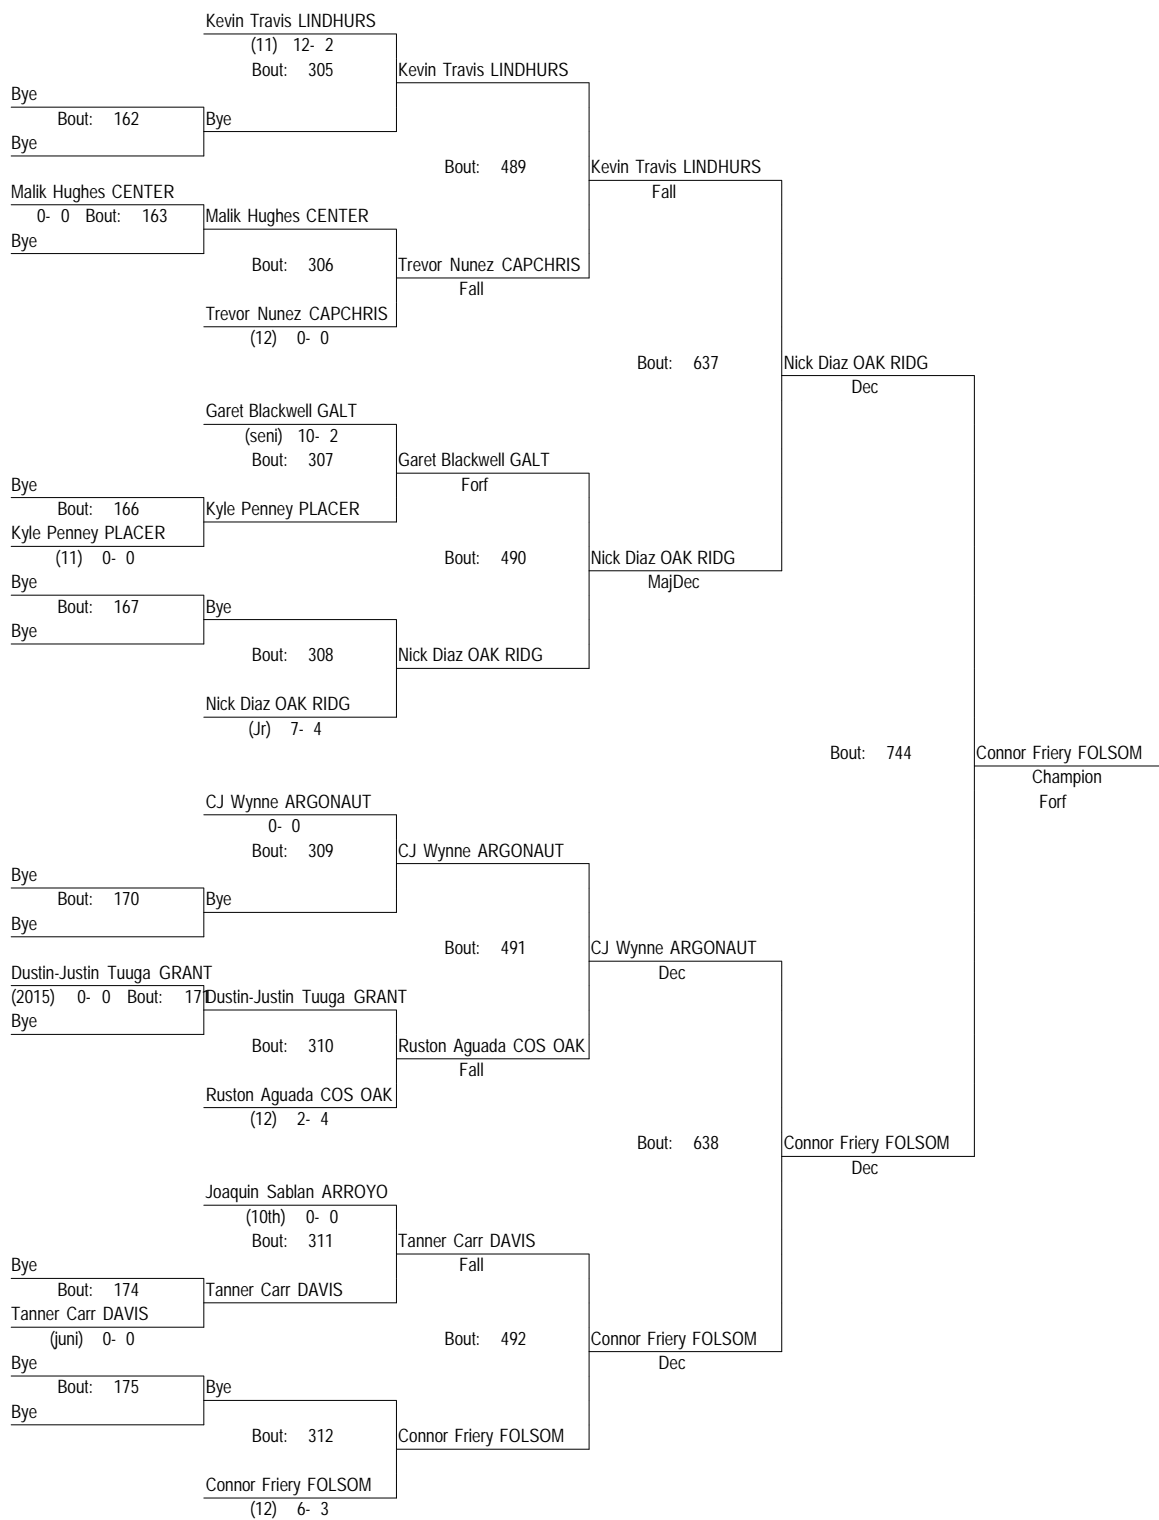 Kevin Travis LINDHURS
(11) 12- 2
Bout: 305
Kevin Travis LINDHURS
Bye
Bout: 162
Bye
Bye
Bout: 489
Kevin Travis LINDHURS
Fall
Malik Hughes CENTER
0- 0 Bout: 163
Malik Hughes CENTER
Bye
Bout: 306
Trevor Nunez CAPCHRIS
Fall
Trevor Nunez CAPCHRIS
(12) 0- 0
Bout: 637
Nick Diaz OAK RIDG
Dec
Garet Blackwell GALT
(seni) 10- 2
Bout: 307
Garet Blackwell GALT
Forf
Bye
Bout: 166
Kyle Penney PLACER
Kyle Penney PLACER
(11) 0- 0
Bout: 490
Nick Diaz OAK RIDG
MajDec
Bye
Bout: 167
Bye
Bye
Bout: 308
Nick Diaz OAK RIDG
Nick Diaz OAK RIDG
(Jr) 7- 4
Bout: 744
Connor Friery FOLSOM
Champion
Forf
CJ Wynne ARGONAUT
0- 0
Bout: 309
CJ Wynne ARGONAUT
Bye
Bout: 170
Bye
Bye
Bout: 491
CJ Wynne ARGONAUT
Dec
Dustin-Justin Tuuga GRANT
(2015) 0- 0 Bout: 171
Dustin-Justin Tuuga GRANT
Bye
Bout: 310
Ruston Aguada COS OAK
Fall
Ruston Aguada COS OAK
(12) 2- 4
Bout: 638
Connor Friery FOLSOM
Dec
Joaquin Sablan ARROYO
(10th) 0- 0
Bout: 311
Tanner Carr DAVIS
Fall
Bye
Bout: 174
Tanner Carr DAVIS
Tanner Carr DAVIS
(juni) 0- 0
Bout: 492
Connor Friery FOLSOM
Dec
Bye
Bout: 175
Bye
Bye
Bout: 312
Connor Friery FOLSOM
Connor Friery FOLSOM
(12) 6- 3